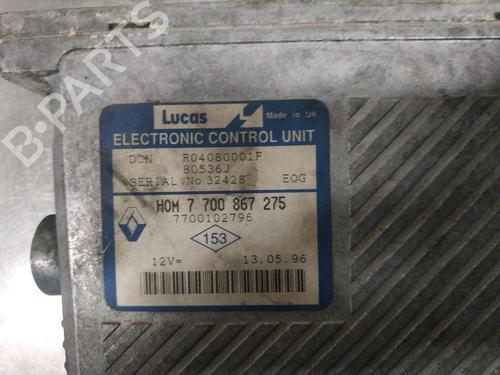 B-PARTS
Lucas
Made in UK
ELECTRONIC CONTROL UNIT
DCN R04080001F
80536J
SERIAL No 32428 EOG
HOM 7 700 867 275
7700102796
153
12V= 13.05.96